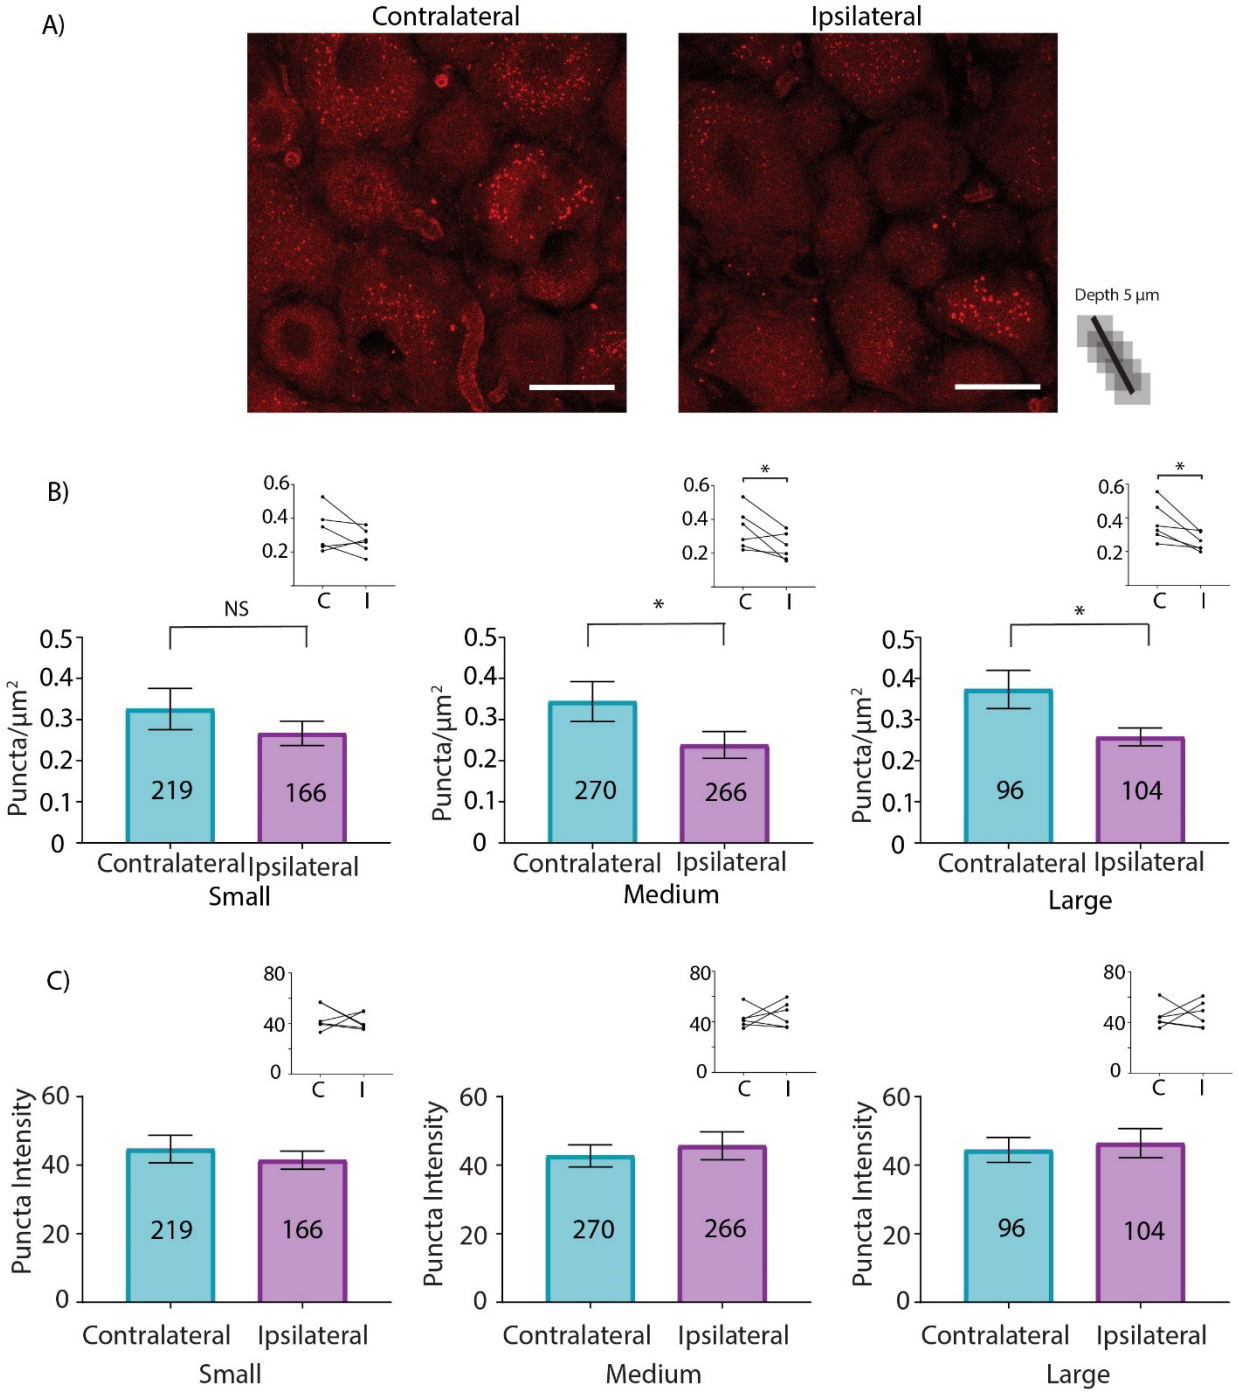 A)
Contralateral
Ipsilateral
Depth 5 µm
B)
0.6
0.4
0.2
C I
*
0.6
0.4
0.2
C I
*
0.6
0.4
0.2
C I
NS
0.5
0.4
0.3
0.2
0.1
0
Puncta/µm²
219
166
Contralateral Ipsilateral
Small
*
0.5
0.4
0.3
0.2
0.1
0
Puncta/µm²
270
266
Contralateral Ipsilateral
Medium
*
0.5
0.4
0.3
0.2
0.1
0
Puncta/µm²
96
104
Contralateral Ipsilateral
Large
C)
80
40
0
C I
80
40
0
C I
80
40
0
C I
60
40
20
0
Puncta Intensity
219
166
Contralateral Ipsilateral
Small
60
40
20
0
Puncta Intensity
270
266
Contralateral Ipsilateral
Medium
60
40
20
0
Puncta Intensity
96
104
Contralateral Ipsilateral
Large